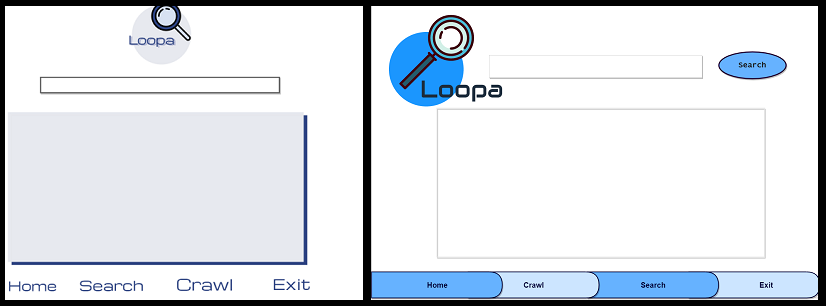 Loopa
Home Search Crawl Exit
Search
Loopa
Home Crawl Search Exit